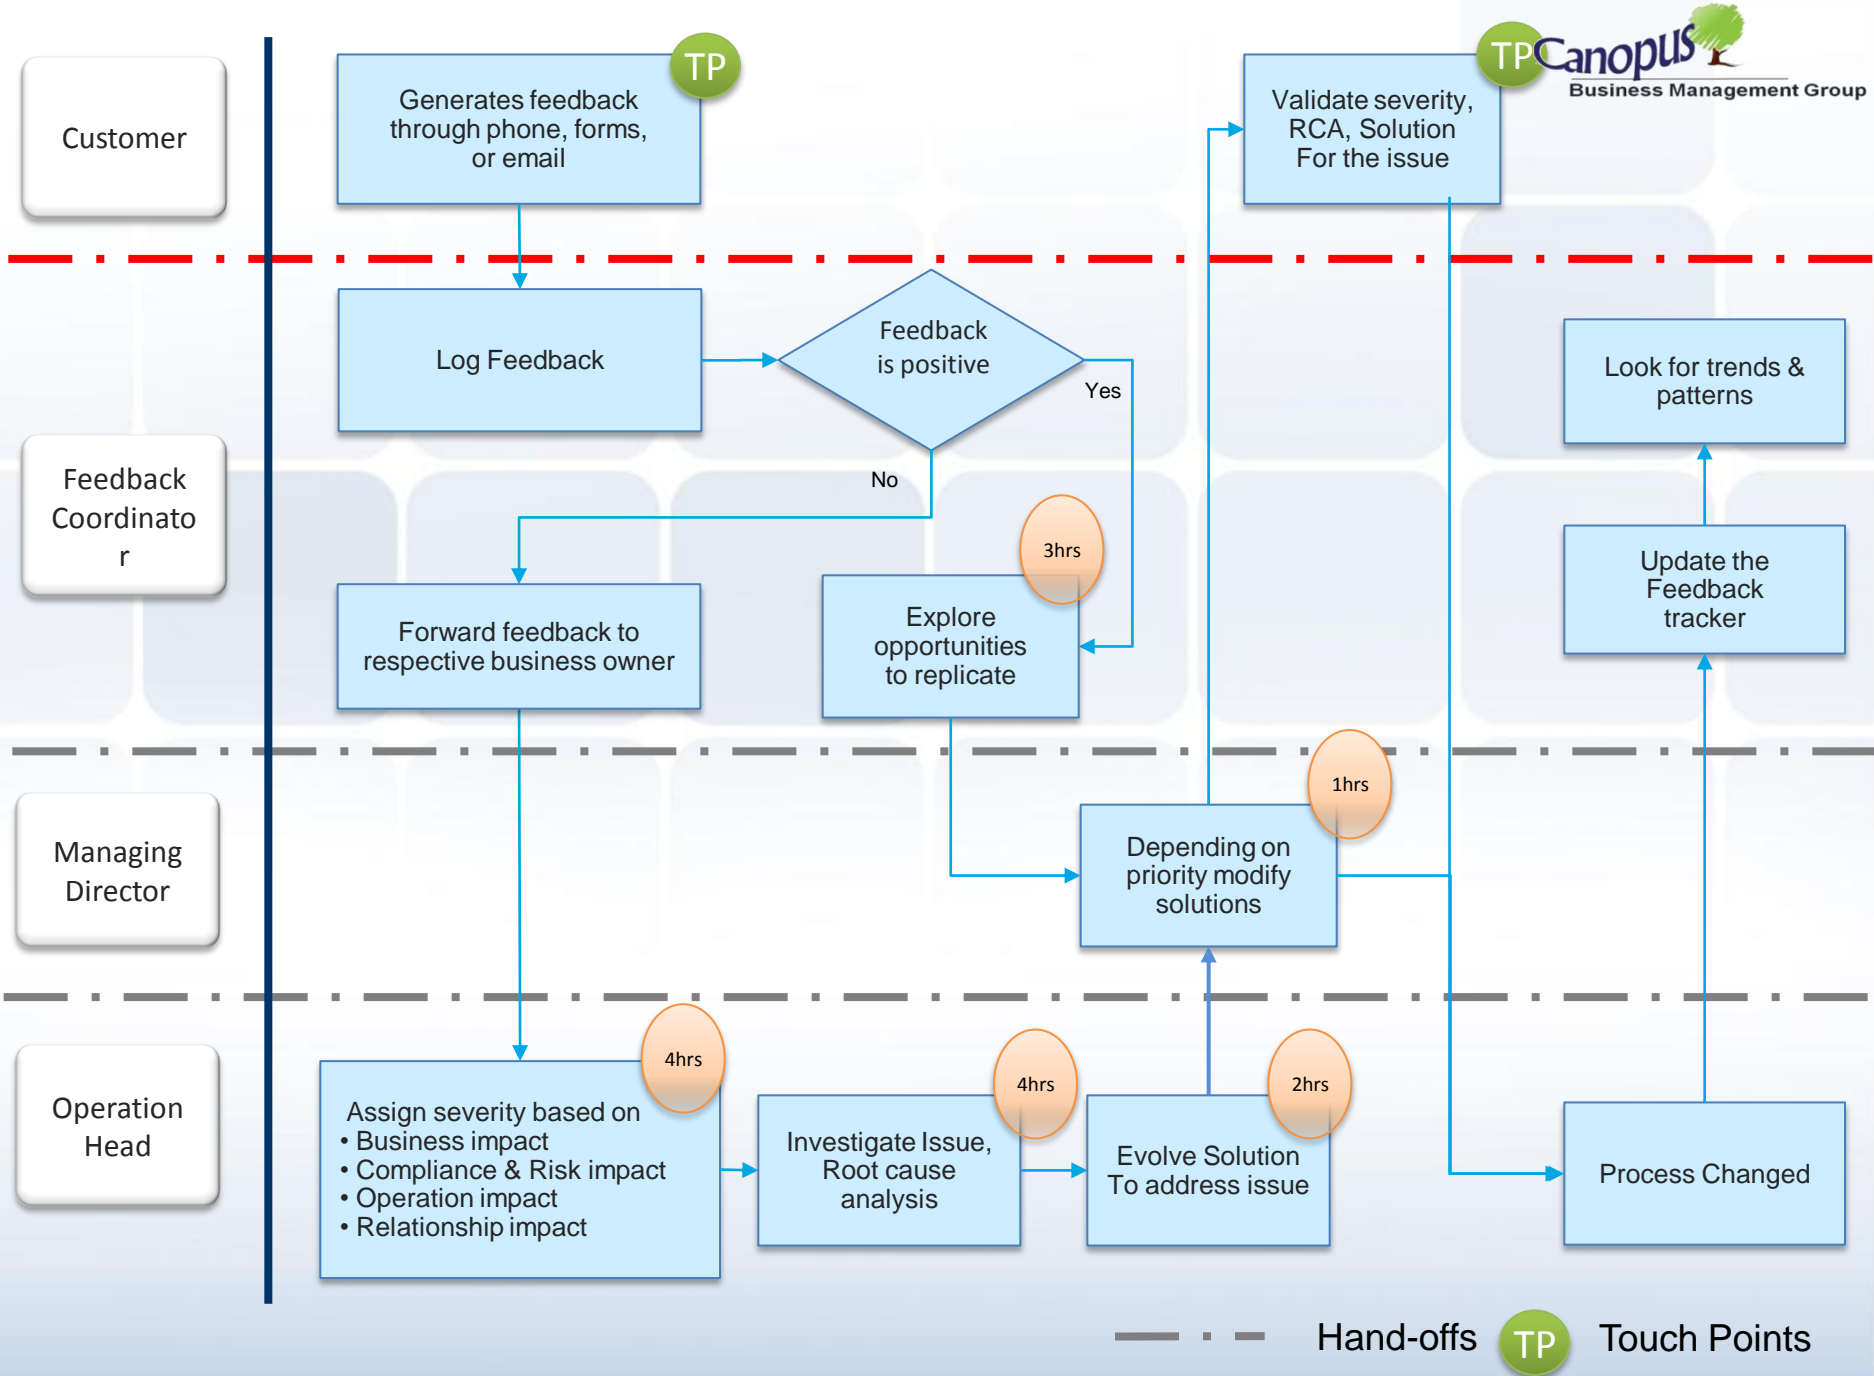 Canopus
Business Management Group
Customer
Generates feedback
through phone, forms,
or email
TP
Validate severity,
RCA, Solution
For the issue
TP
Feedback
Coordinato
r
Log Feedback
Feedback
is positive
Yes
No
Look for trends &
patterns
Forward feedback to
respective business owner
3hrs
Explore
opportunities
to replicate
Update the
Feedback
tracker
Managing
Director
1hrs
Depending on
priority modify
solutions
Operation
Head
4hrs
Assign severity based on
• Business impact
• Compliance & Risk impact
• Operation impact
• Relationship impact
4hrs
Investigate Issue,
Root cause
analysis
2hrs
Evolve Solution
To address issue
Process Changed
Hand-offs
TP
Touch Points